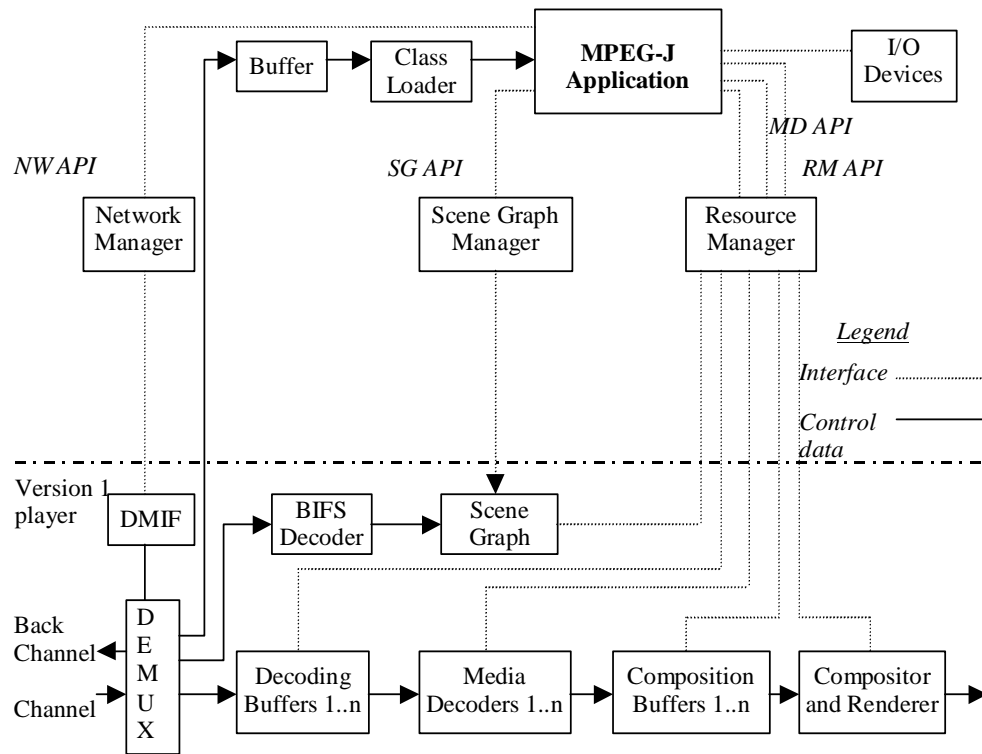 Buffer
Class
Loader
MPEG-J
Application
I/O
Devices
MD API
NW API
SG API
RM API
Network
Manager
Scene Graph
Manager
Resource
Manager
Legend
Interface
Control
data
Version 1
player
DMIF
BIFS
Decoder
Scene
Graph
Back
Channel
Channel
D
E
M
U
X
Decoding
Buffers 1..n
Media
Decoders 1..n
Composition
Buffers 1..n
Compositor
and Renderer